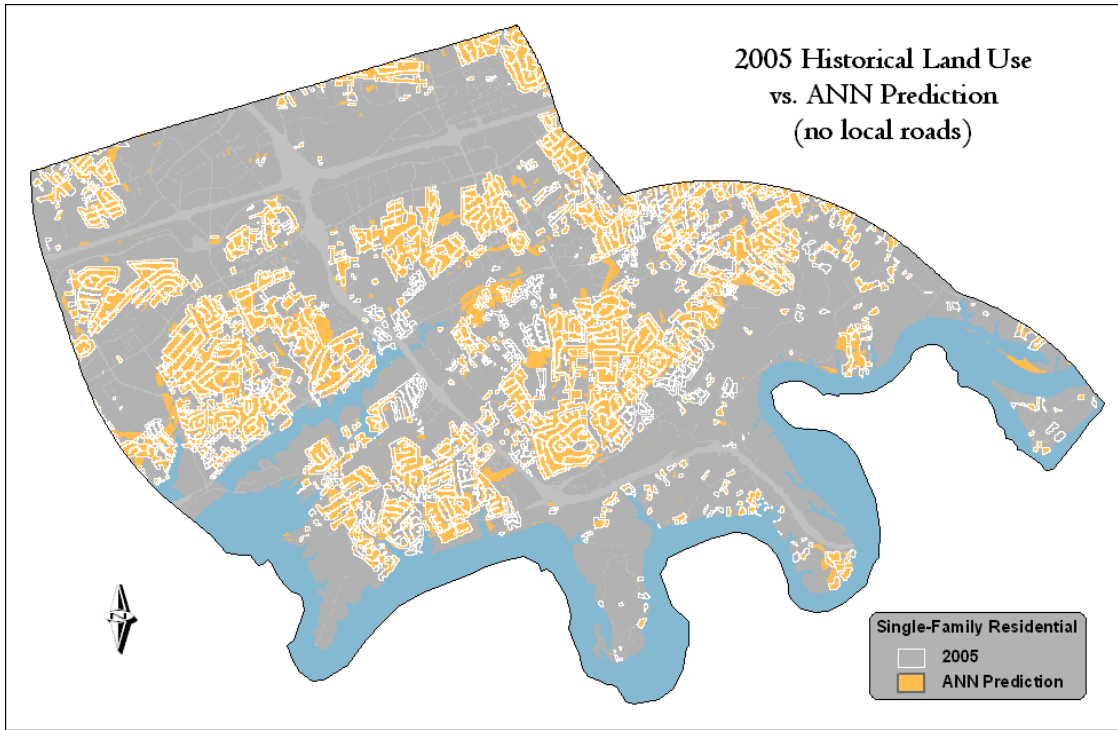 2005 Historical Land Use
vs. ANN Prediction
(no local roads)
N
Single-Family Residential
2005
ANN Prediction